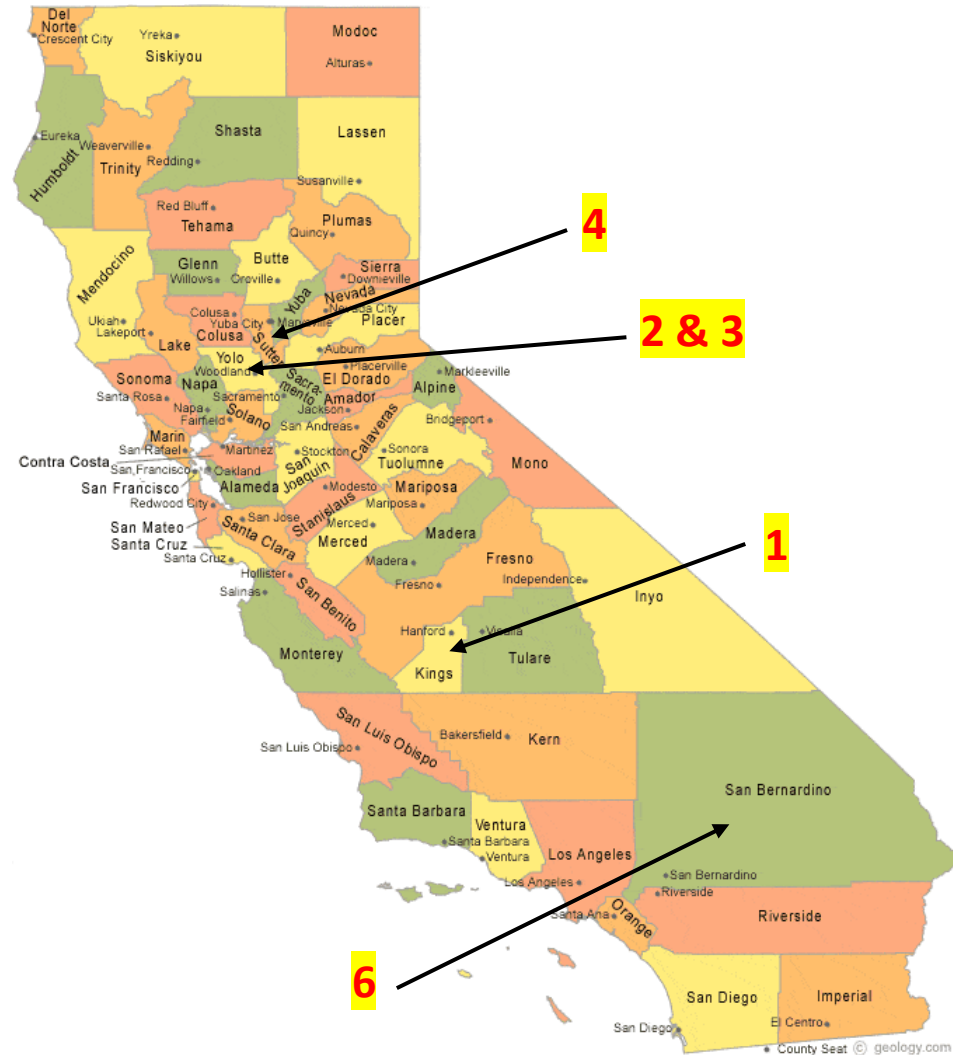 Del
Norte
Crescent City
Yreka
Siskiyou
Modoc
Alturas
Eureka
Humboldt
Weaverville
Trinity
Shasta
Redding
Lassen
Susanville
Red Bluff
Tehama
Plumas
Quincy
4
Mendocino
Glenn
Willows
Butte
Oroville
Sierra
Downieville
Yuba
Nevada
Nevada City
Ukiah
Lakeport
Lake
Colusa
Colusa
Yuba City
Marysville
Sutter
Placer
Auburn
2 & 3
Yolo
Woodland
Sacra-
mento
Placerville
El Dorado
Markleeville
Alpine
Sonoma
Santa Rosa
Napa
Napa
Sacramento
Solano
Fairfield
Amador
Jackson
San Andreas
Calaveras
Bridgeport
Mono
Marin
San Rafael
Martinez
Contra Costa
San Francisco
Oakland
San Francisco
Alameda
Stockton
San
Joaquin
Sonora
Tuolumne
Redwood City
San Mateo
Santa Cruz
Santa Cruz
San Jose
Santa Clara
Modesto
Stanislaus
Merced
Merced
Mariposa
Mariposa
Madera
Madera
1
Hollister
San Benito
Salinas
Monterey
Fresno
Fresno
Independence
Inyo
Hanford
Kings
Visalia
Tulare
San Luis Obispo
San Luis Obispo
Bakersfield
Kern
San Bernardino
Santa Barbara
Santa Barbara
Ventura
Ventura
Los Angeles
Los Angeles
San Bernardino
Riverside
Santa Ana
Orange
Riverside
6
San Diego
San Diego
Imperial
El Centro
County Seat © geology.com